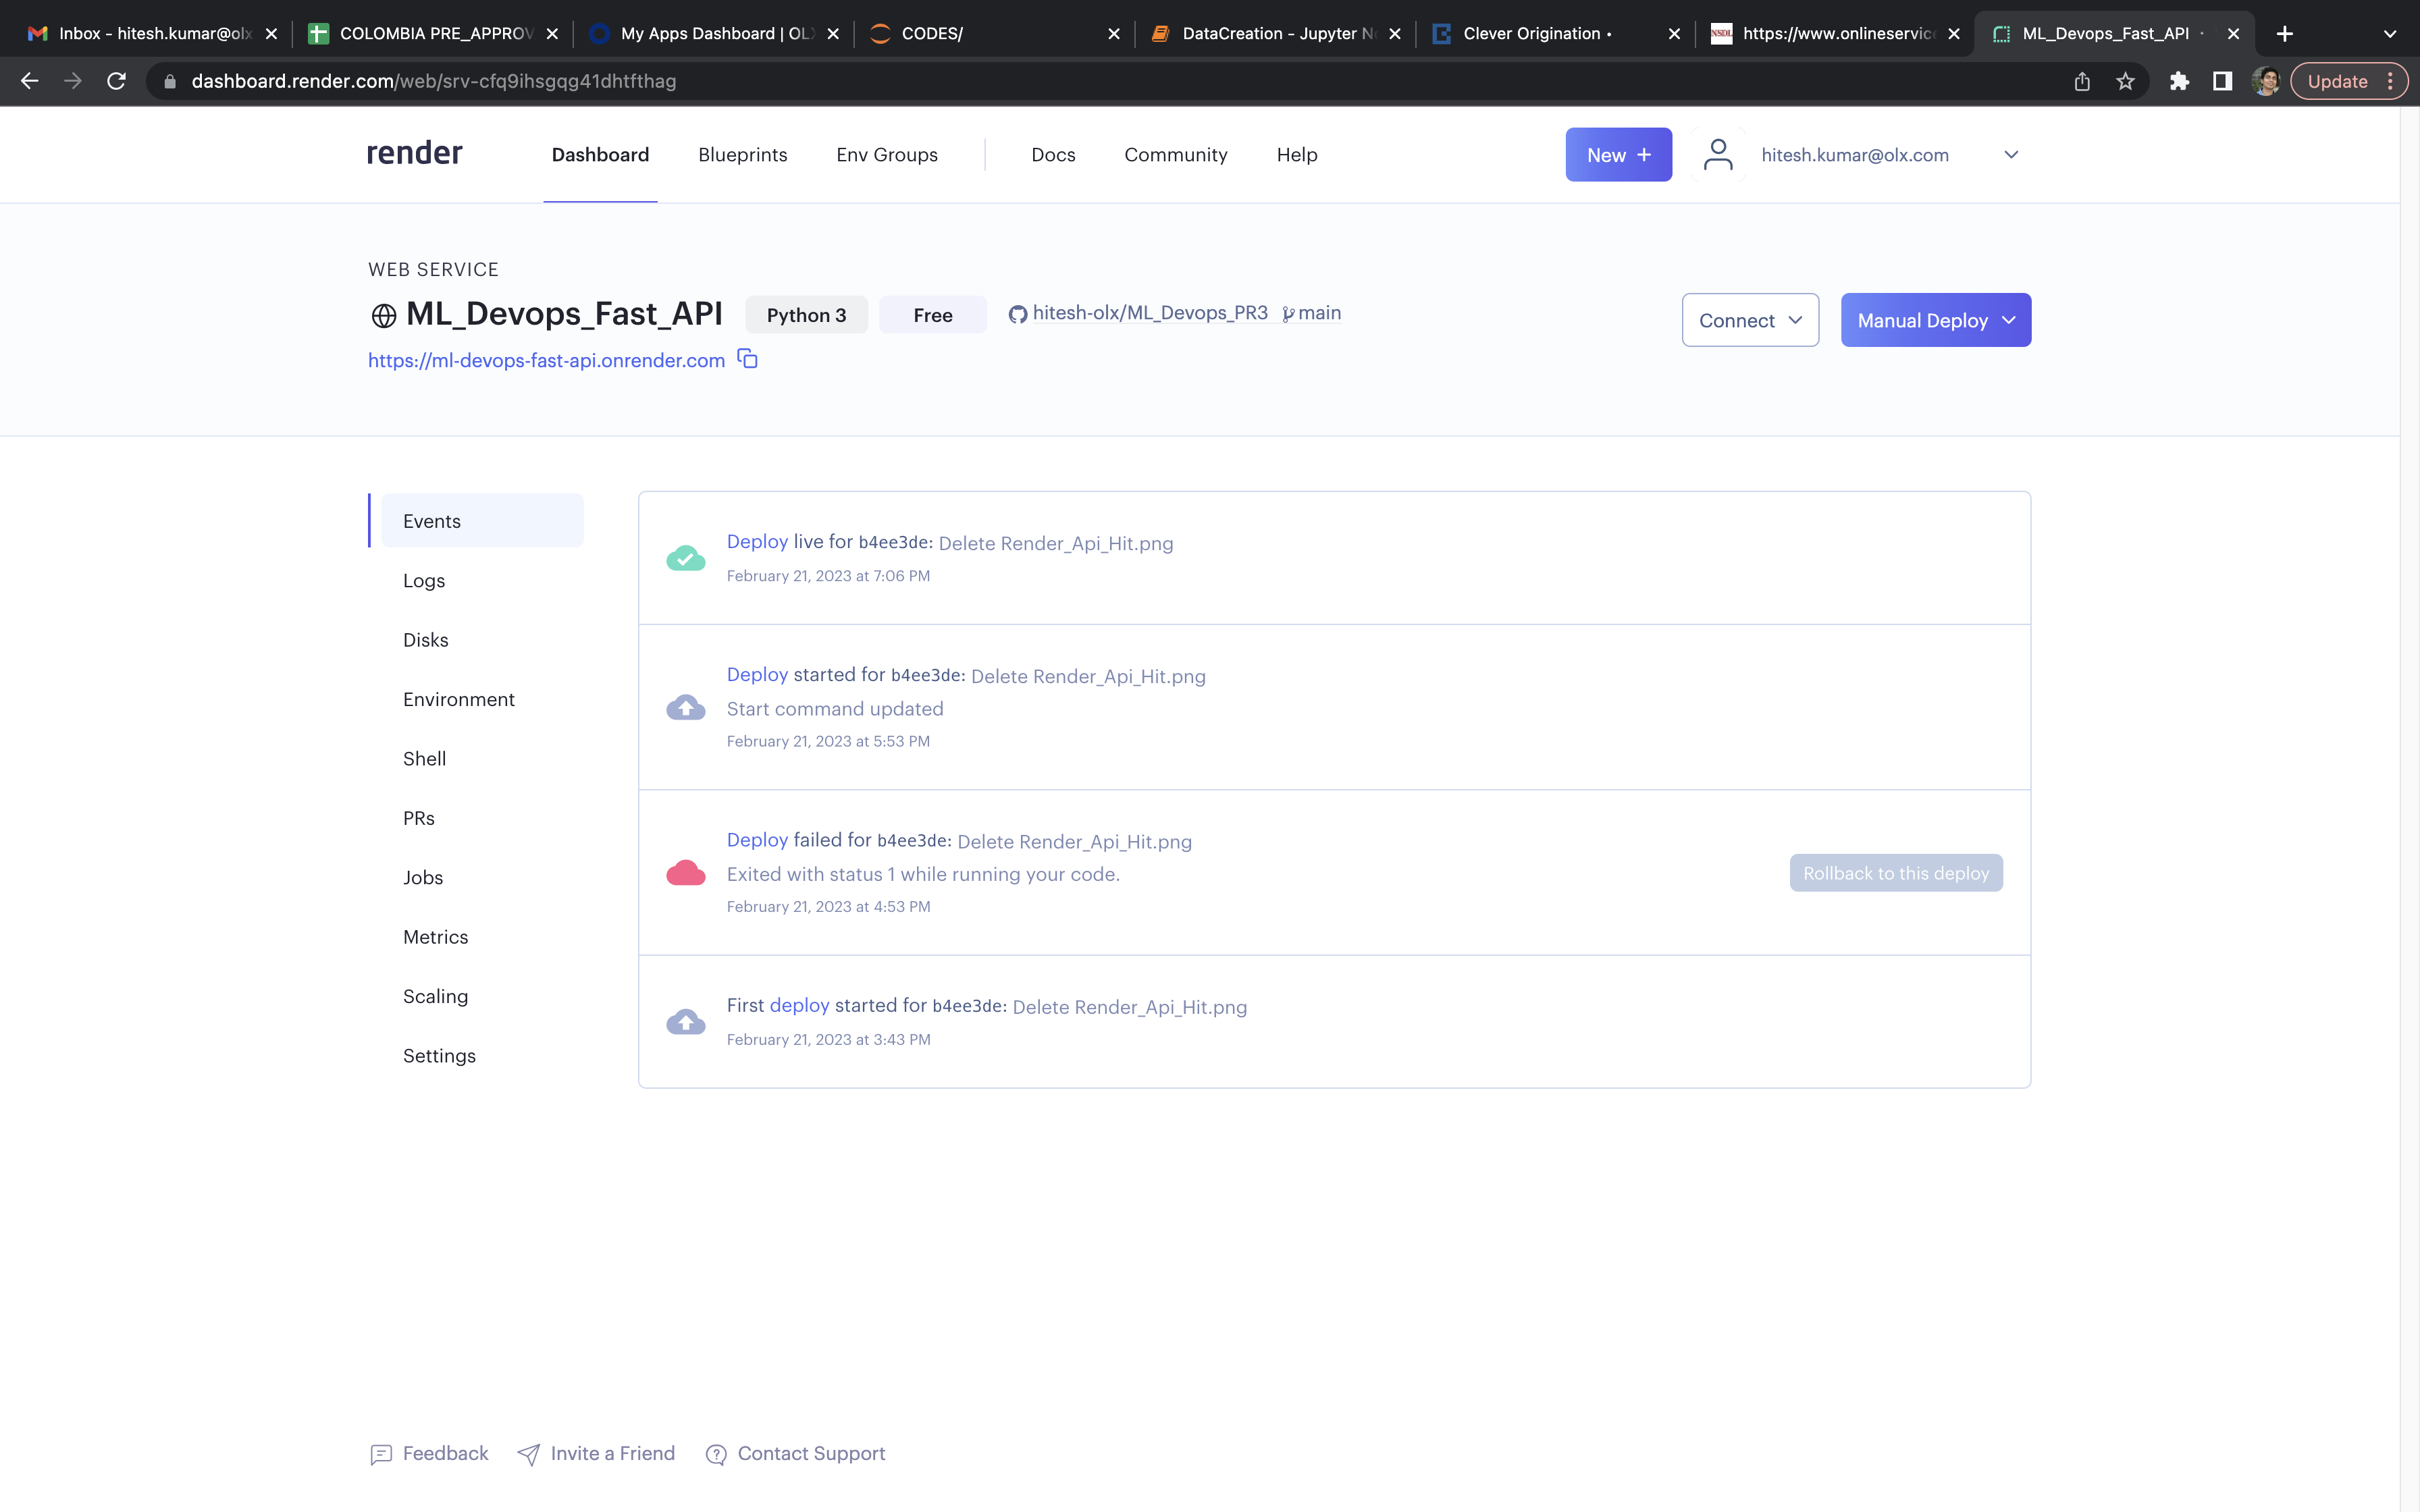 Inbox - hitesh.kumar@olx
COLOMBIA PRE_APPROV
My Apps Dashboard | OLX
CODES/
DataCreation - Jupyter No
Clever Origination •
NSDL
https://www.onlineservice
ML_Devops_Fast_API ·
dashboard.render.com/web/srv-cfq9ihsgqg41dhtfthag
Update
render
Dashboard
Blueprints
Env Groups
Docs
Community
Help
New +
hitesh.kumar@olx.com
WEB SERVICE
ML_Devops_Fast_API
Python 3
Free
hitesh-olx/ML_Devops_PR3
main
Connect
Manual Deploy
https://ml-devops-fast-api.onrender.com
Events
Logs
Disks
Environment
Shell
PRs
Jobs
Metrics
Scaling
Settings
Deploy live for b4ee3de: Delete Render_Api_Hit.png
February 21, 2023 at 7:06 PM
Deploy started for b4ee3de: Delete Render_Api_Hit.png
Start command updated
February 21, 2023 at 5:53 PM
Deploy failed for b4ee3de: Delete Render_Api_Hit.png
Exited with status 1 while running your code.
February 21, 2023 at 4:53 PM
Rollback to this deploy
First deploy started for b4ee3de: Delete Render_Api_Hit.png
February 21, 2023 at 3:43 PM
Feedback
Invite a Friend
Contact Support